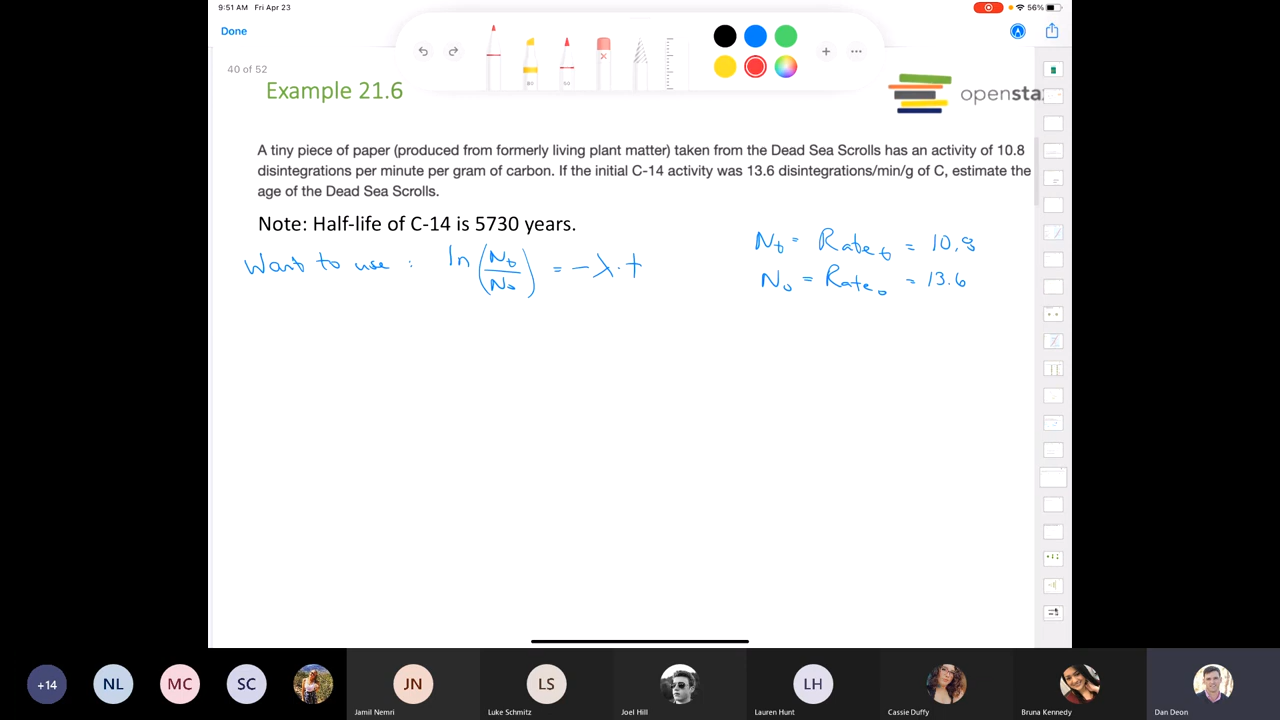 9:51 AM Fri Apr 23
56%
Done
40 of 52
Example 21.6
opensta
A tiny piece of paper (produced from formerly living plant matter) taken from the Dead Sea Scrolls has an activity of 10.8
disintegrations per minute per gram of carbon. If the initial C-14 activity was 13.6 disintegrations/min/g of C, estimate the
age of the Dead Sea Scrolls.
Note: Half-life of C-14 is 5730 years.
Want to use : ln(Nt/N₀) = -λ·t
Nt = Ratet = 10.8
N₀ = Rate₀ = 13.6
+14 NL MC SC JN LS LH
Jamil Nemri Luke Schmitz Joel Hill Lauren Hunt Cassie Duffy Bruna Kennedy Dan Deon